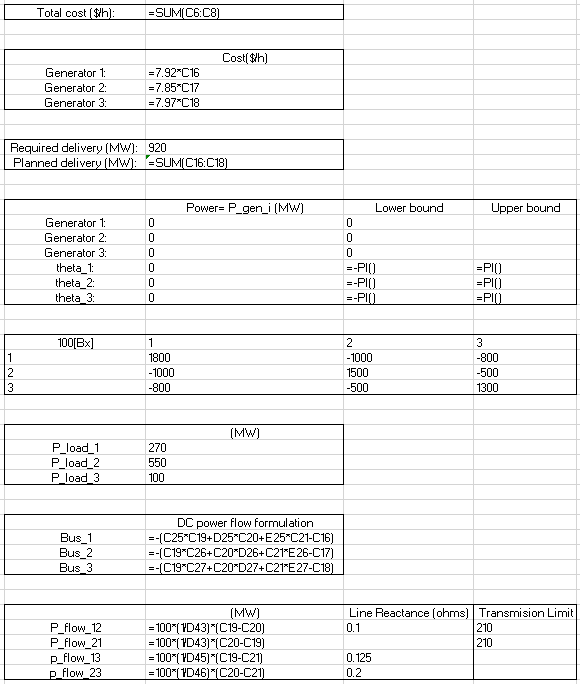 Total cost ($/h): =SUM(C6:C8)
Cost($/h)
Generator 1: =7.92*C16
Generator 2: =7.85*C17
Generator 3: =7.97*C18
Required delivery (MW): 920
Planned delivery (MW): =SUM(C16:C18)
Power= P_gen_i (MW) Lower bound Upper bound
Generator 1: 0 0
Generator 2: 0 0
Generator 3: 0 0
theta_1: 0 =-PI() =PI()
theta_2: 0 =-PI() =PI()
theta_3: 0 =-PI() =PI()
100[Bx] 1 2 3
1 1800 -1000 -800
2 -1000 1500 -500
3 -800 -500 1300
(MW)
P_load_1 270
P_load_2 550
P_load_3 100
DC power flow formulation
Bus_1 =-(C25*C19+D25*C20+E25*C21-C16)
Bus_2 =-(C19*C26+C20*D26+C21*E26-C17)
Bus_3 =-(C19*C27+C20*D27+C21*E27-C18)
(MW) Line Reactance (ohms) Transmision Limit
P_flow_12 =100*(1/D43)*(C19-C20) 0.1 210
P_flow_21 =100*(1/D43)*(C20-C19) 210
p_flow_13 =100*(1/D45)*(C19-C21) 0.125
p_flow_23 =100*(1/D46)*(C20-C21) 0.2